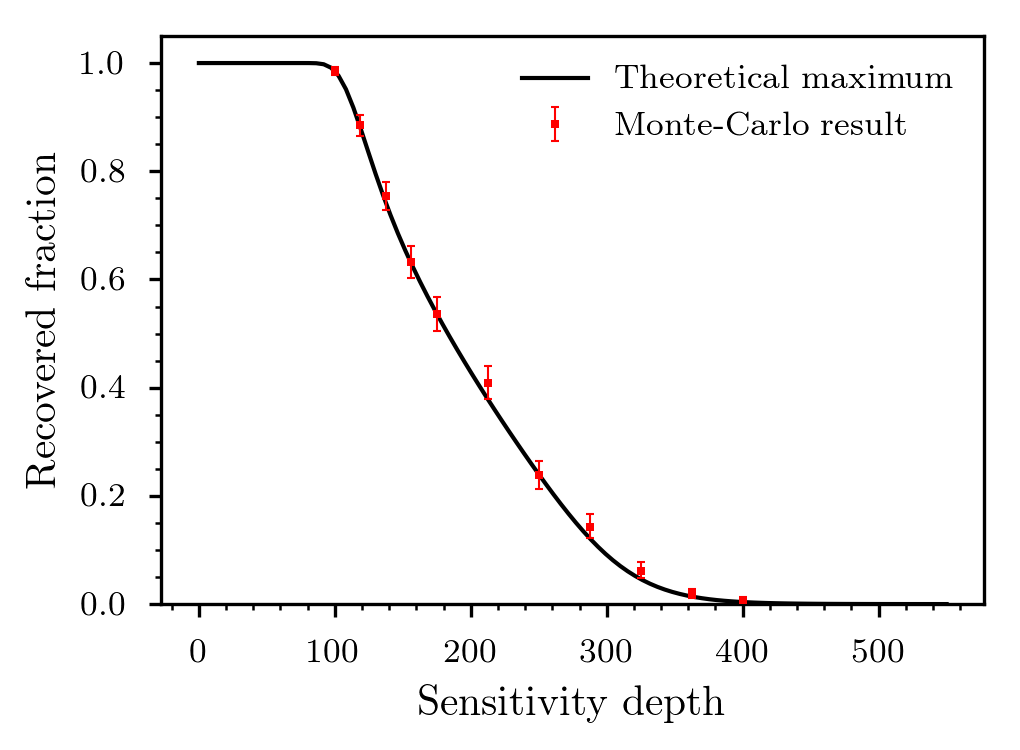 Theoretical maximum
Monte-Carlo result
Recovered fraction
1.0
0.8
0.6
0.4
0.2
0.0
0 100 200 300 400 500
Sensitivity depth